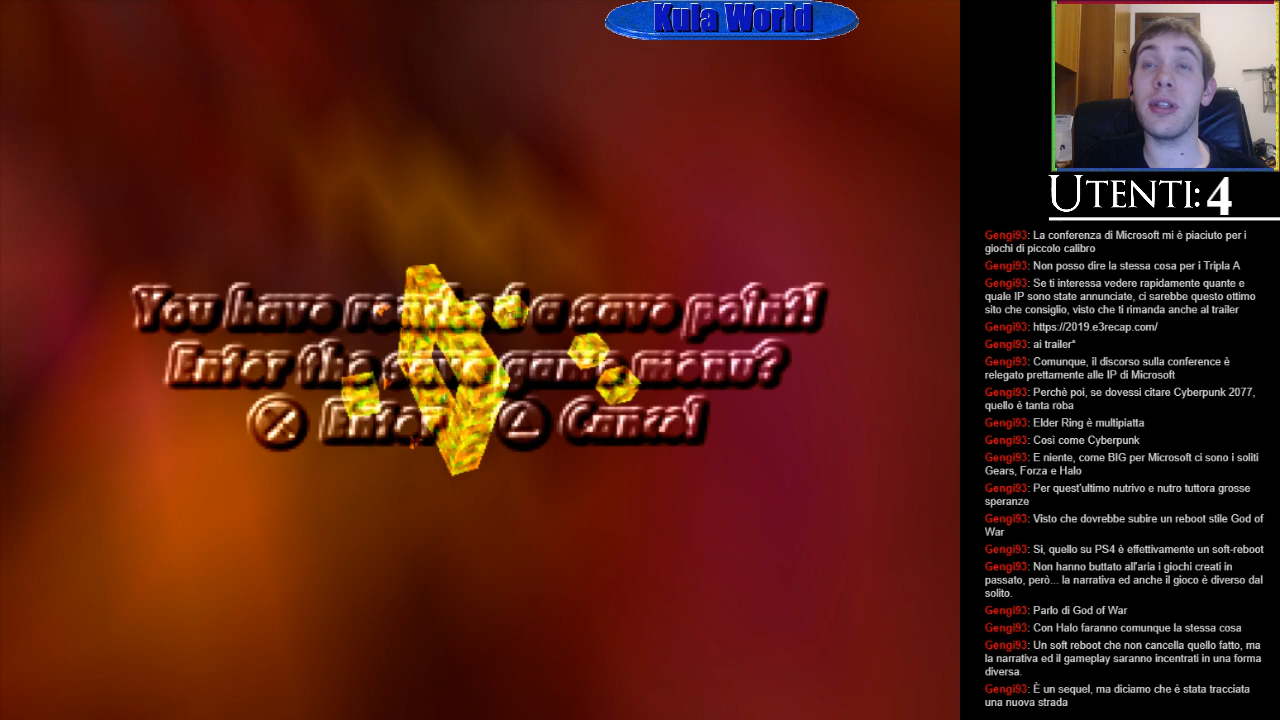 Kula World
You have reached a save point!
Enter the save game menu?
Enter Cancel
UTENTI: 4
Gengi93: La conferenza di Microsoft mi è piaciuto per i
giochi di piccolo calibro
Gengi93: Non posso dire la stessa cosa per i Tripla A
Gengi93: Se ti interessa vedere rapidamente quante e
quale IP sono state annunciate, ci sarebbe questo ottimo
sito che consiglio, visto che ti rimanda anche al trailer
Gengi93: https://2019.e3recap.com/
Gengi93: ai trailer*
Gengi93: Comunque, il discorso sulla conference è
relegato prettamente alle IP di Microsoft
Gengi93: Perchè poi, se dovessi citare Cyberpunk 2077,
quello è tanta roba
Gengi93: Elder Ring è multipiatta
Gengi93: Così come Cyberpunk
Gengi93: E niente, come BIG per Microsoft ci sono i soliti
Gears, Forza e Halo
Gengi93: Per quest'ultimo nutrivo e nutro tuttora grosse
speranze
Gengi93: Visto che dovrebbe subire un reboot stile God of
War
Gengi93: Si, quello su PS4 è effettivamente un soft-reboot
Gengi93: Non hanno buttato all'aria i giochi creati in
passato, però... la narrativa ed anche il gioco è diverso dal
solito.
Gengi93: Parlo di God of War
Gengi93: Con Halo faranno comunque la stessa cosa
Gengi93: Un soft reboot che non cancella quello fatto, ma
la narrativa ed il gameplay saranno incentrati in una forma
diversa.
Gengi93: È un sequel, ma diciamo che è stata tracciata
una nuova strada